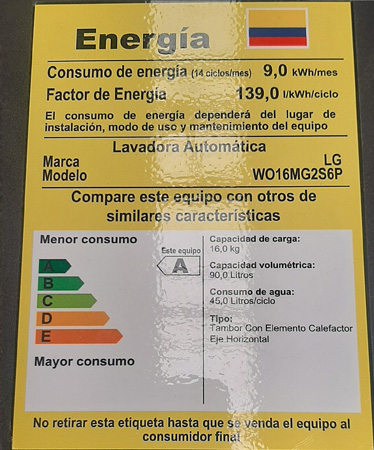 Energía
Consumo de energía (14 ciclos/mes) 9,0 kWh/mes
Factor de Energía 139,0 l/kWh/ciclo
El consumo de energía dependerá del lugar de
instalación, modo de uso y mantenimiento del equipo
Lavadora Automática
Marca LG
Modelo WO16MG2S6P
Compare este equipo con otros de
similares características
Menor consumo
Este equipo
A
A
B
C
D
E
Mayor consumo
Capacidad de carga:
16,0 kg
Capacidad volumétrica:
90,0 Litros
Consumo de agua:
45,0 Litros/ciclo
Tipo:
Tambor Con Elemento Calefactor
Eje Horizontal
No retirar esta etiqueta hasta que se venda el equipo al
consumidor final